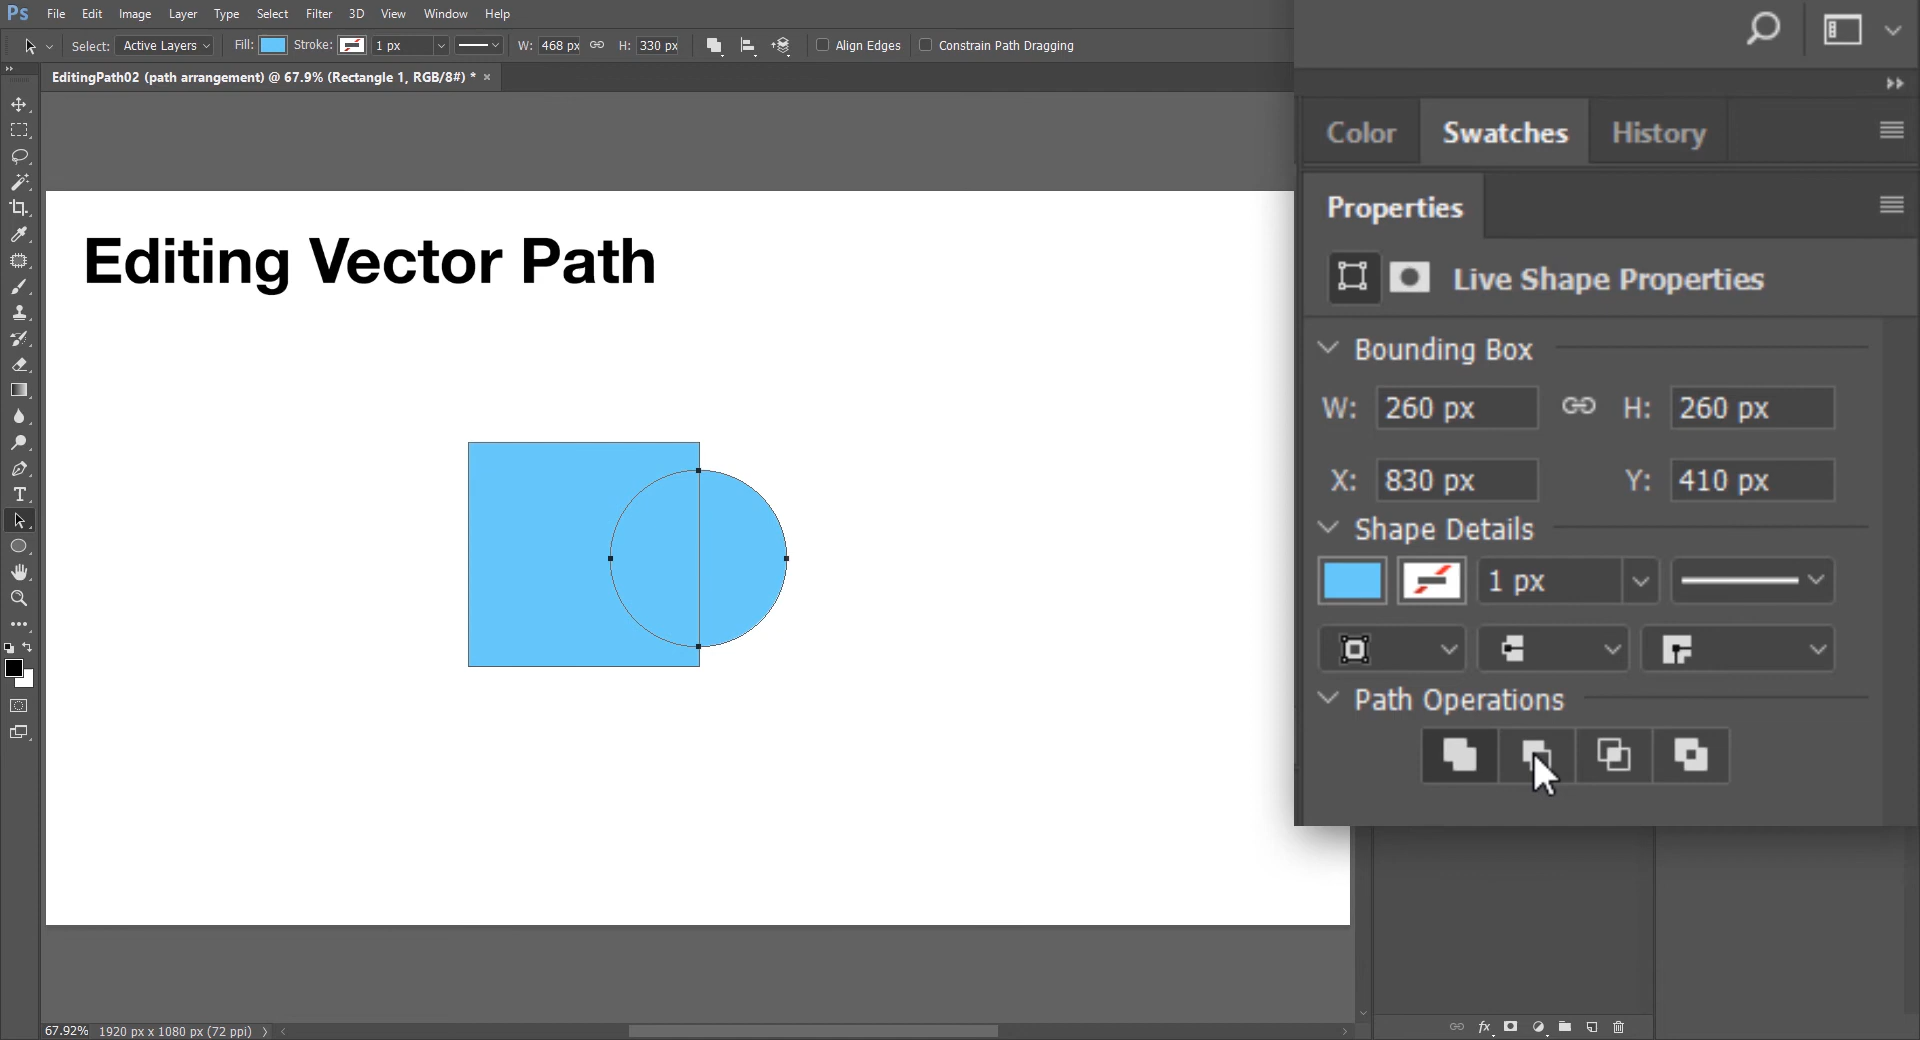 Ps File Edit Image Layer Type Select Filter 3D View Window Help
Select: Active Layers Fill: Stroke: 1 px W: 468 px H: 330 px Align Edges Constrain Path Dragging
EditingPath02 (path arrangement) @ 67.9% (Rectangle 1, RGB/8#) * ×
Editing Vector Path
Color Swatches History
Properties
Live Shape Properties
Bounding Box
W: 260 px H: 260 px
X: 830 px Y: 410 px
Shape Details
1 px
Path Operations
67.92% 1920 px x 1080 px (72 ppi)
fx